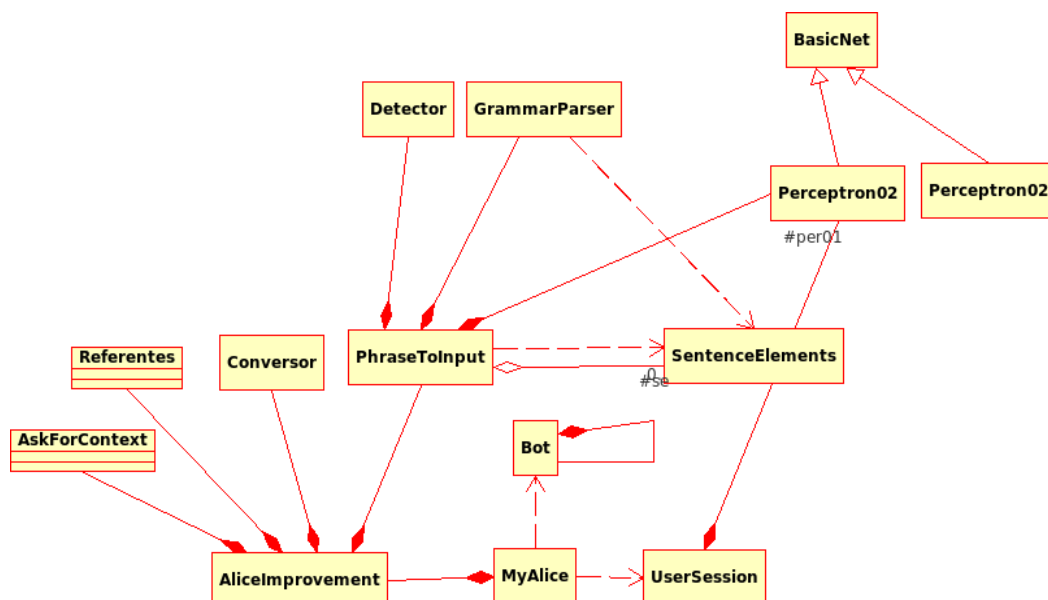 BasicNet
Detector
GrammarParser
Perceptron02
Perceptron02
#per01
PhraseToInput
SentenceElements
Referentes
Conversor
0
#se
AskForContext
Bot
AliceImprovement
MyAlice
UserSession